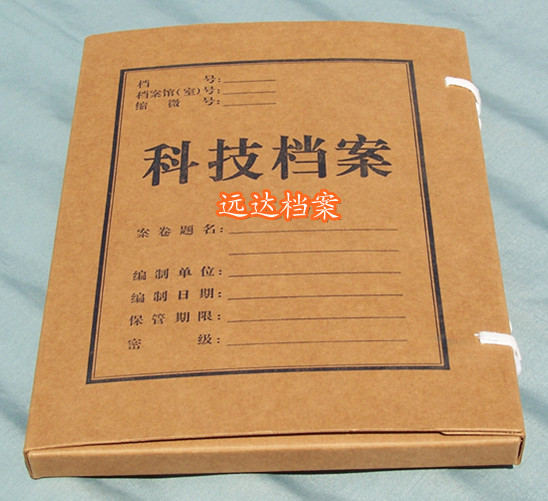 档 号:
档案馆(室)号:
缩 微 号:
科技档案
远达档案
案卷题名:
编制单位:
编制日期:
保管期限:
密 级: